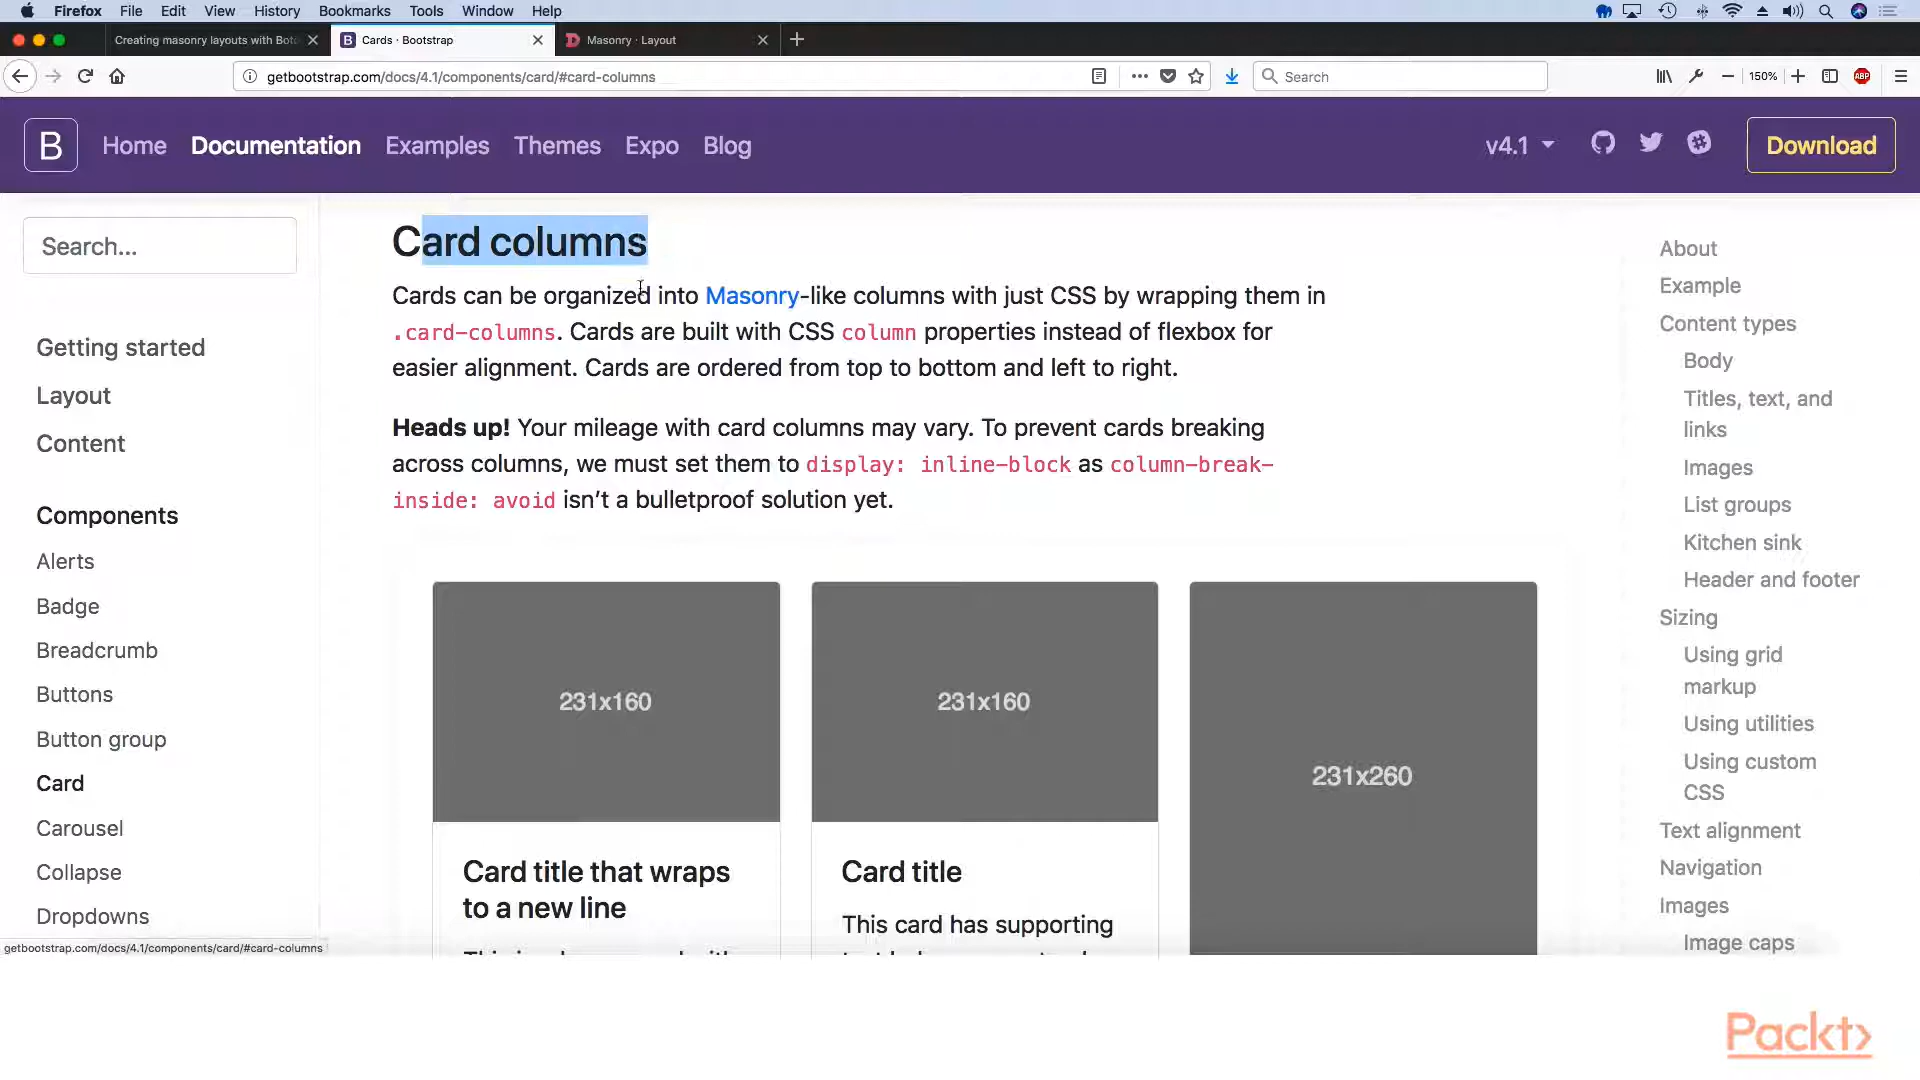 Firefox File Edit View History Bookmarks Tools Window Help
Creating masonry layouts with Boot
Cards · Bootstrap
Masonry · Layout
getbootstrap.com/docs/4.1/components/card/#card-columns
Search
150%
ABP
B Home Documentation Examples Themes Expo Blog v4.1 Download
Search...
Getting started
Layout
Content
Components
Alerts
Badge
Breadcrumb
Buttons
Button group
Card
Carousel
Collapse
Dropdowns
getbootstrap.com/docs/4.1/components/card/#card-columns
Card columns
Cards can be organized into Masonry-like columns with just CSS by wrapping them in
.card-columns. Cards are built with CSS column properties instead of flexbox for
easier alignment. Cards are ordered from top to bottom and left to right.
Heads up! Your mileage with card columns may vary. To prevent cards breaking
across columns, we must set them to display: inline-block as column-break-
inside: avoid isn’t a bulletproof solution yet.
231x160
Card title that wraps
to a new line
231x160
Card title
This card has supporting
231x260
About
Example
Content types
Body
Titles, text, and
links
Images
List groups
Kitchen sink
Header and footer
Sizing
Using grid
markup
Using utilities
Using custom
CSS
Text alignment
Navigation
Images
Image caps
Packt>